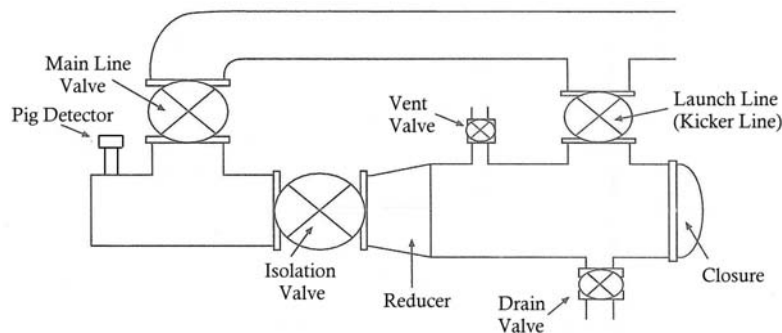 Main Line
Valve
Pig Detector
Vent
Valve
Launch Line
(Kicker Line)
Isolation
Valve
Reducer
Drain
Valve
Closure